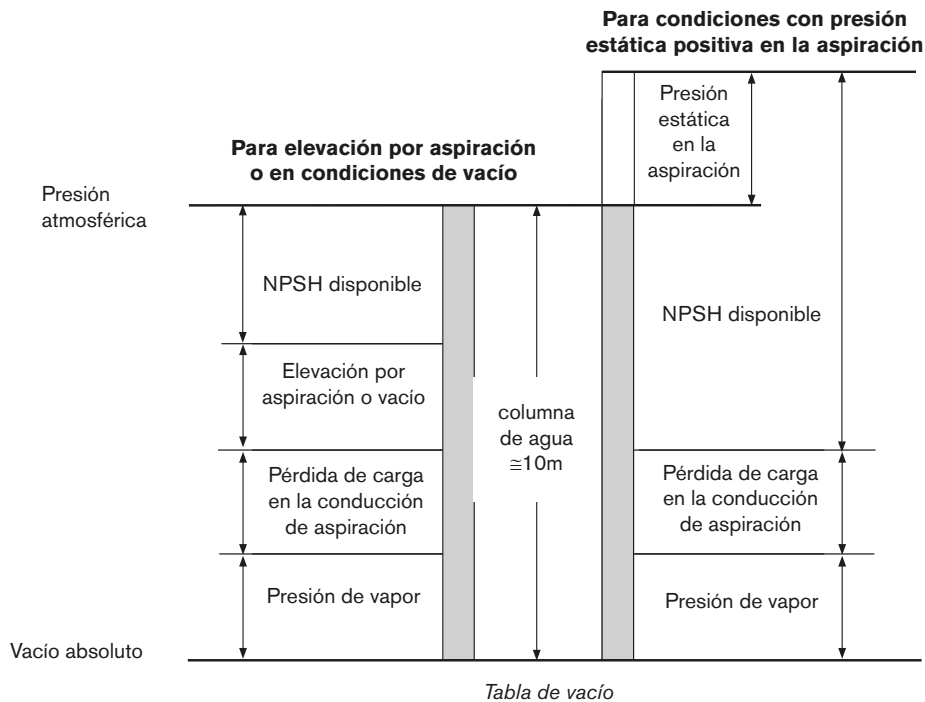 Para condiciones con presión
estática positiva en la aspiración
Presión
estática
en la
aspiración
Para elevación por aspiración
o en condiciones de vacío
Presión
atmosférica
NPSH disponible
NPSH disponible
Elevación por
aspiración o vacío
columna
de agua
≅10m
Pérdida de carga
en la conducción
de aspiración
Pérdida de carga
en la conducción
de aspiración
Presión de vapor
Presión de vapor
Vacío absoluto
Tabla de vacío